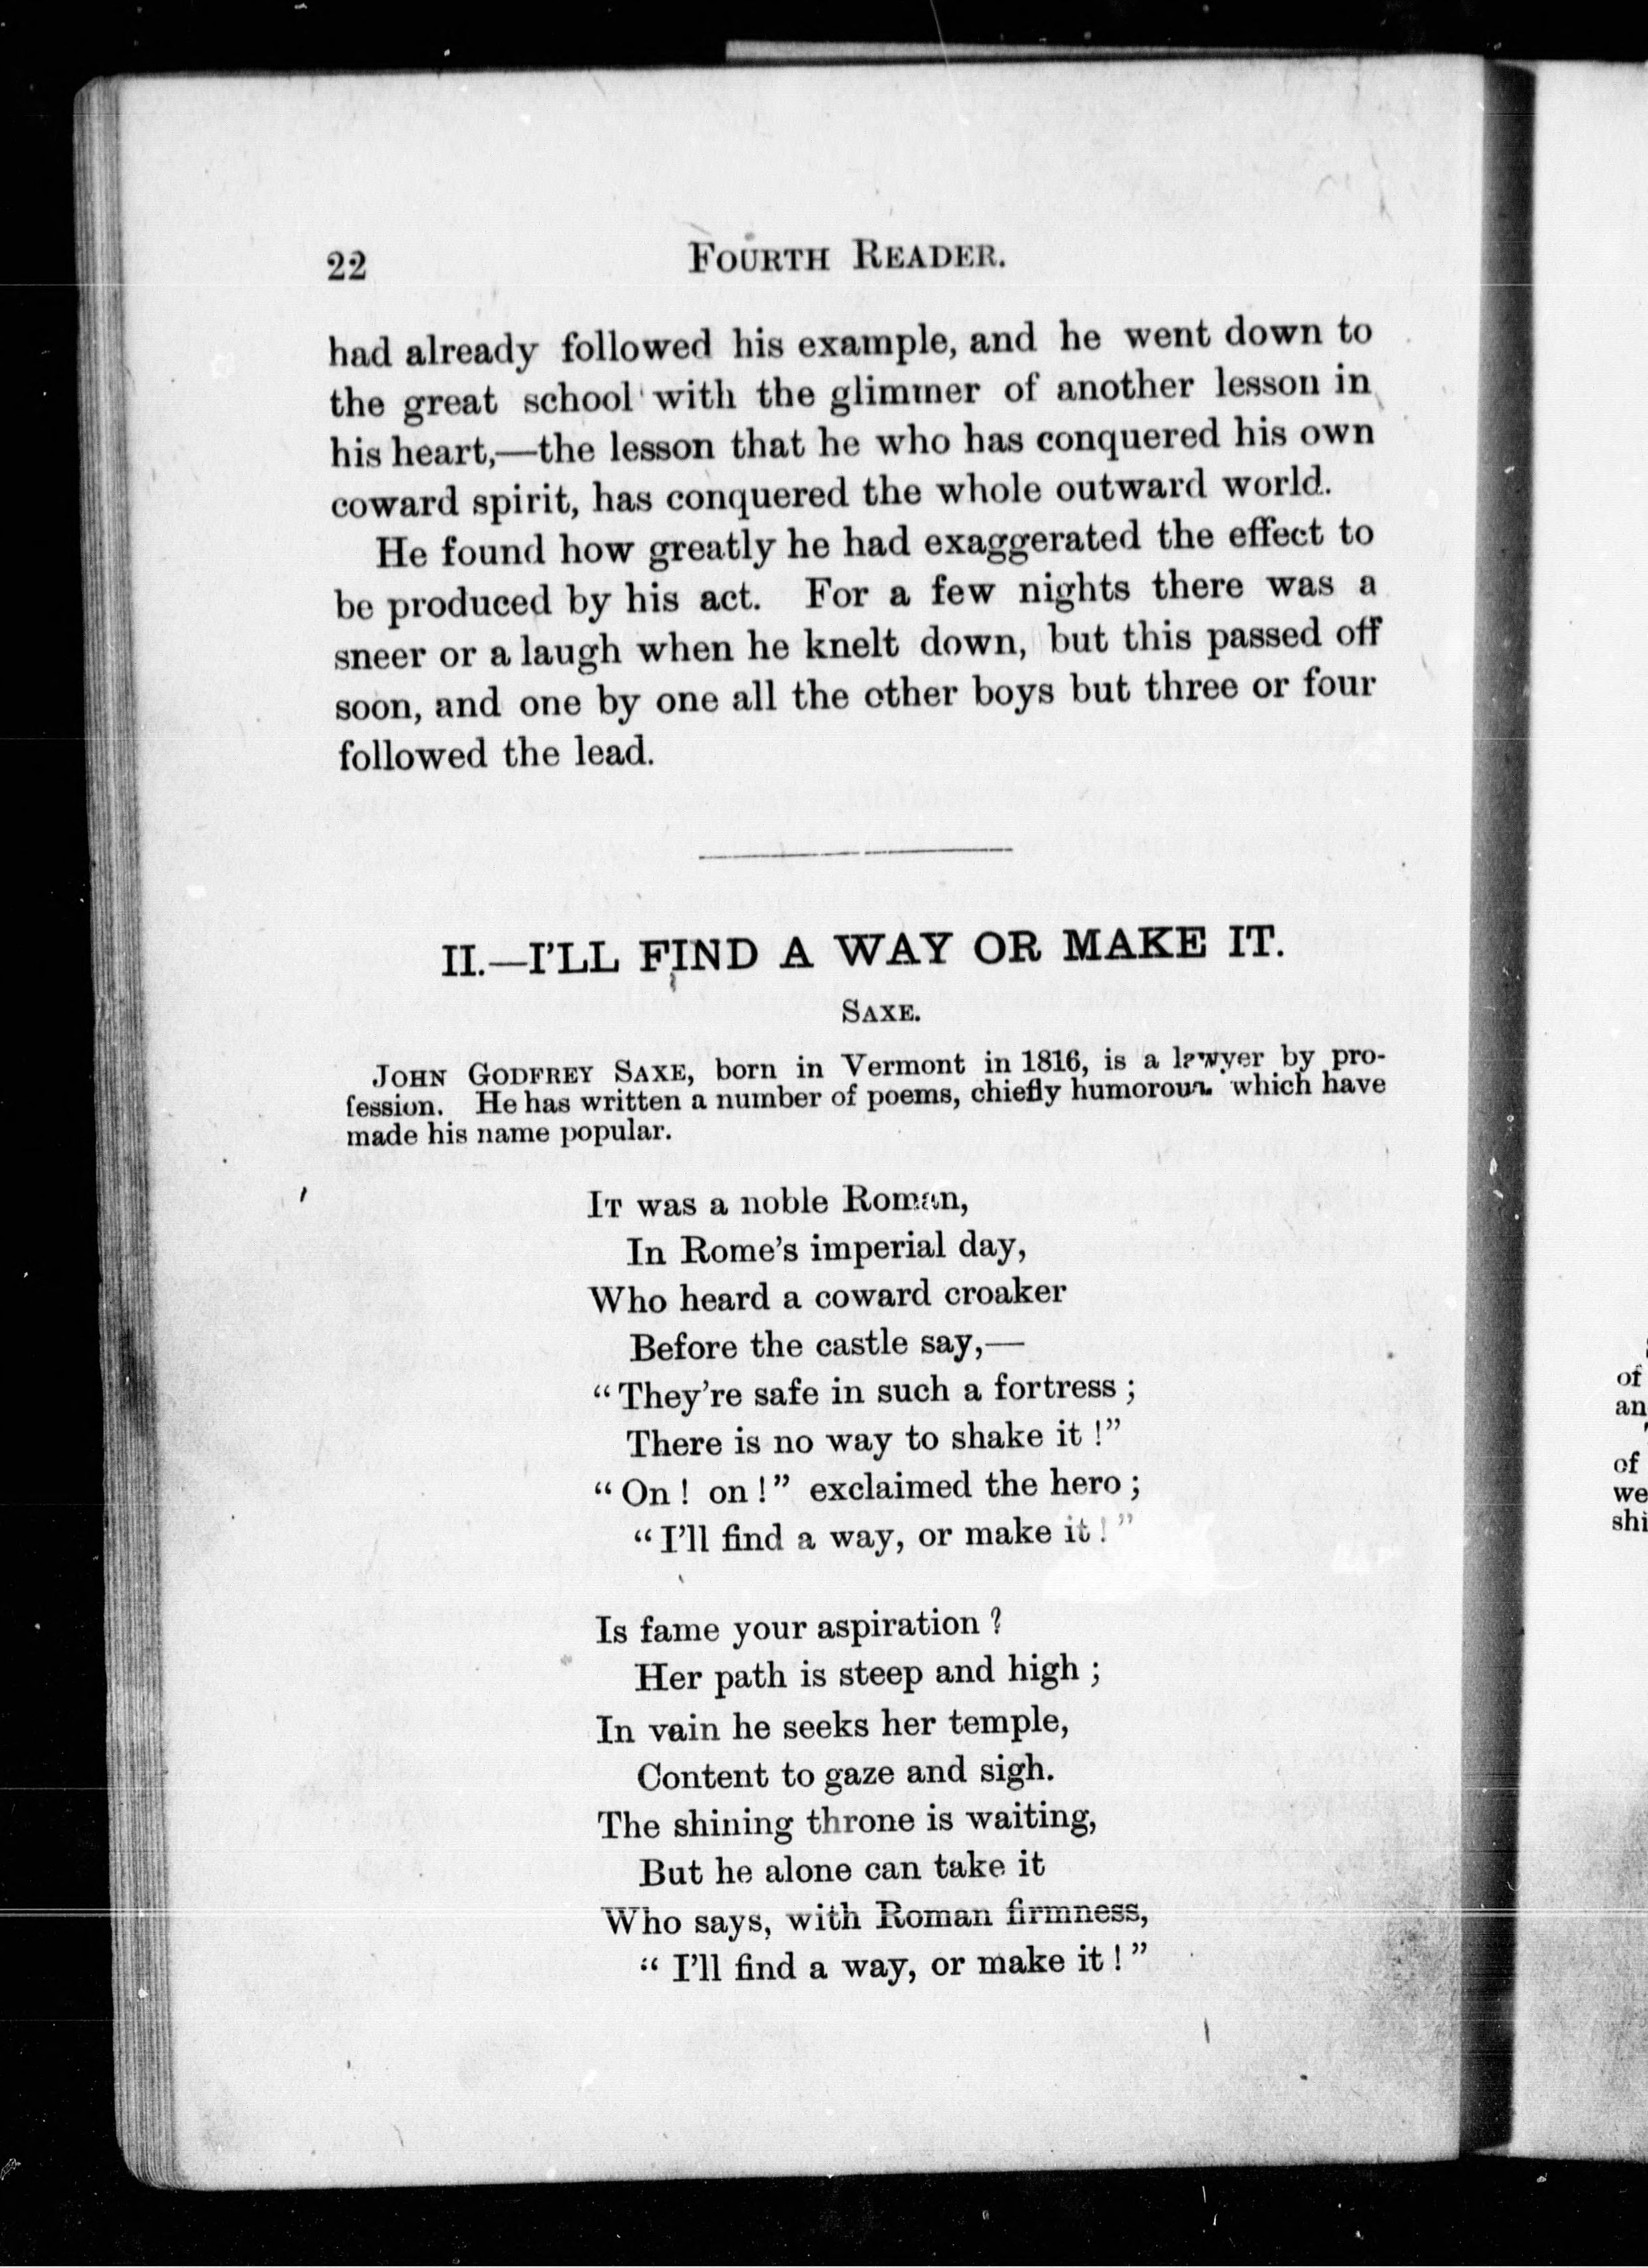 22 FOURTH READER.
had already followed his example, and he went down to
the great school with the glimmer of another lesson in
his heart,—the lesson that he who has conquered his own
coward spirit, has conquered the whole outward world.
He found how greatly he had exaggerated the effect to
be produced by his act. For a few nights there was a
sneer or a laugh when he knelt down, but this passed off
soon, and one by one all the other boys but three or four
followed the lead.
II.—I'LL FIND A WAY OR MAKE IT.
SAXE.
JOHN GODFREY SAXE, born in Vermont in 1816, is a lawyer by pro-
fession. He has written a number of poems, chiefly humorous which have
made his name popular.
IT was a noble Roman,
In Rome's imperial day,
Who heard a coward croaker
Before the castle say,—
“They're safe in such a fortress ;
There is no way to shake it !”
“On ! on !” exclaimed the hero ;
“I'll find a way, or make it ! ”
Is fame your aspiration ?
Her path is steep and high ;
In vain he seeks her temple,
Content to gaze and sigh.
The shining throne is waiting,
But he alone can take it
Who says, with Roman firmness,
“ I'll find a way, or make it ! ”
of
an
of
we
shi